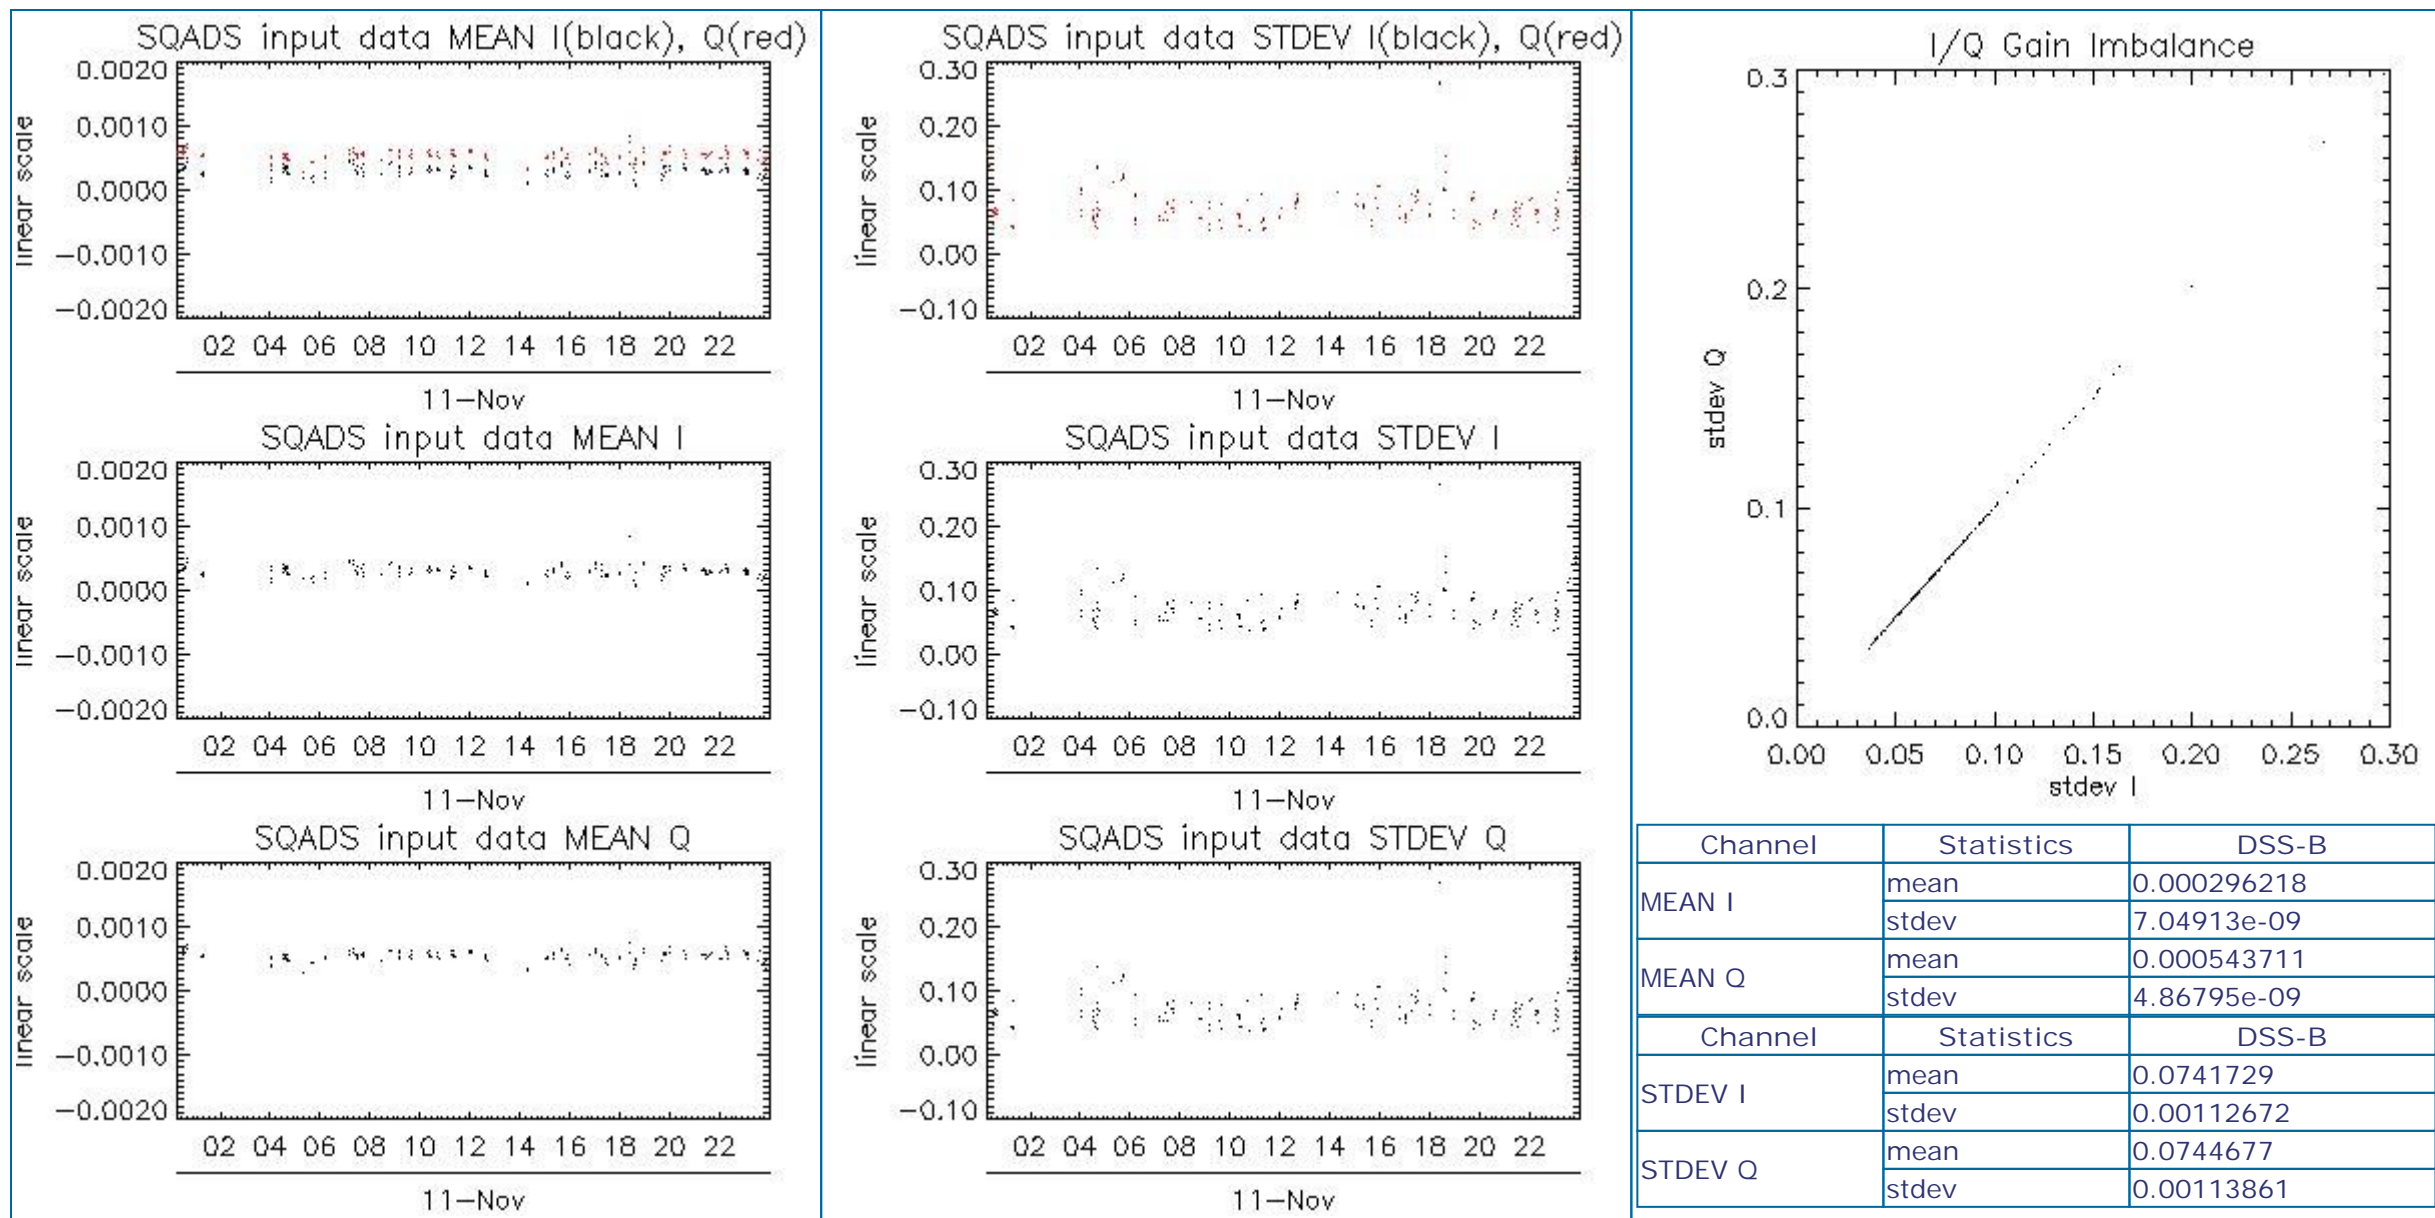 SQADS input data MEAN I(black), Q(red)
linear scale
0.0020
0.0010
0.0000
−0.0010
−0.0020
02 04 06 08 10 12 14 16 18 20 22
11−Nov
SQADS input data MEAN I
linear scale
0.0020
0.0010
0.0000
−0.0010
−0.0020
02 04 06 08 10 12 14 16 18 20 22
11−Nov
SQADS input data MEAN Q
linear scale
0.0020
0.0010
0.0000
−0.0010
−0.0020
02 04 06 08 10 12 14 16 18 20 22
11−Nov
SQADS input data STDEV I(black), Q(red)
linear scale
0.30
0.20
0.10
0.00
−0.10
02 04 06 08 10 12 14 16 18 20 22
11−Nov
SQADS input data STDEV I
linear scale
0.30
0.20
0.10
0.00
−0.10
02 04 06 08 10 12 14 16 18 20 22
11−Nov
SQADS input data STDEV Q
linear scale
0.30
0.20
0.10
0.00
−0.10
02 04 06 08 10 12 14 16 18 20 22
11−Nov
I/Q Gain Imbalance
stdev Q
0.3
0.2
0.1
0.0
0.00 0.05 0.10 0.15 0.20 0.25 0.30
stdev I
Channel Statistics DSS-B
MEAN I mean 0.000296218
stdev 7.04913e-09
MEAN Q mean 0.000543711
stdev 4.86795e-09
Channel Statistics DSS-B
STDEV I mean 0.0741729
stdev 0.00112672
STDEV Q mean 0.0744677
stdev 0.00113861